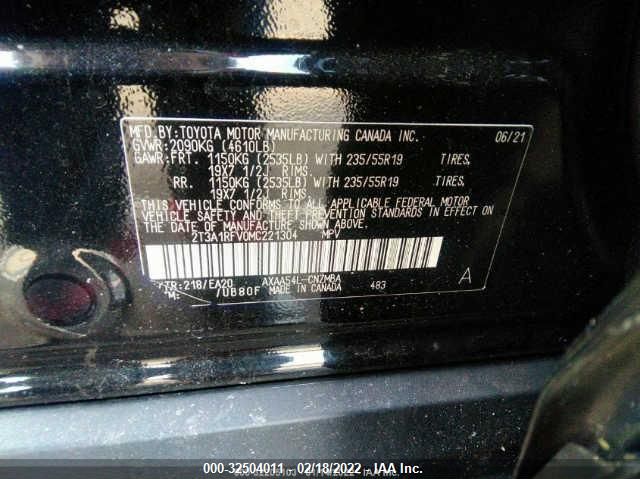 MFD.BY:TOYOTA MOTOR MANUFACTURING CANADA INC. 06/21
GVWR:2090KG (4610LB)
GAWR:FRT. 1150KG (2535LB) WITH 235/55R19 TIRES,
19X7 1/2J RIMS.
RR. 1150KG (2535LB) WITH 235/55R19 TIRES,
19X7 1/2J RIMS.
THIS VEHICLE CONFORMS TO ALL APPLICABLE FEDERAL MOTOR
VEHICLE SAFETY AND THEFT PREVENTION STANDARDS IN EFFECT ON
THE DATE OF MANUFACTURE SHOWN ABOVE.
2T3A1RFV0MC221304 MPV
/TR:218/EA20 AXAA54L-CNZMBA A
/TM: /UB80F MADE IN CANADA 483
000-32504011 - 02/18/2022 - IAA Inc.